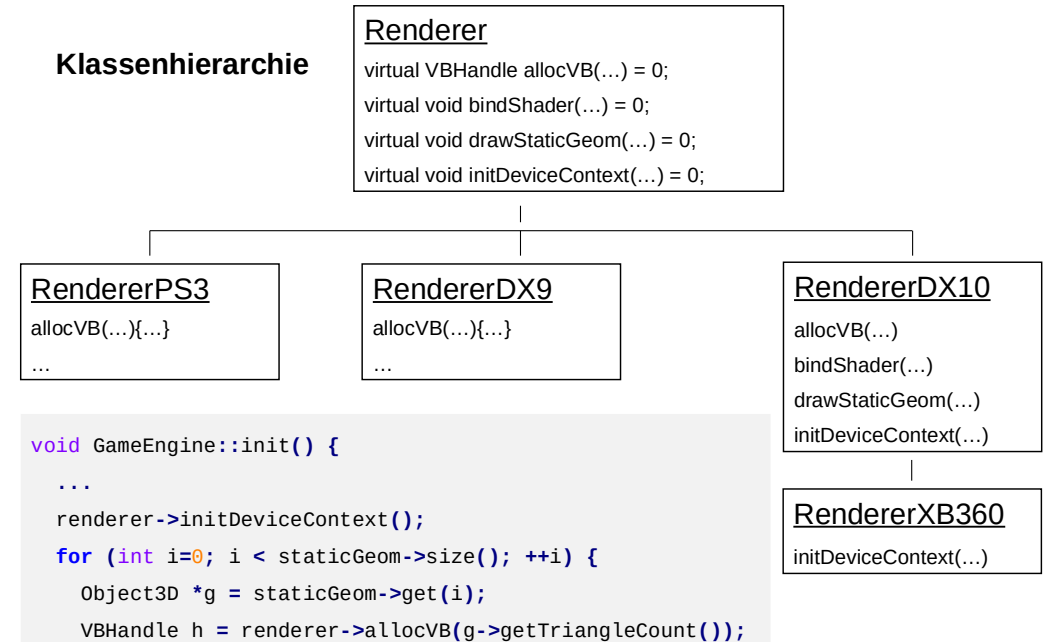 Klassenhierarchie
Renderer
virtual VBHandle allocVB(…) = 0;
virtual void bindShader(…) = 0;
virtual void drawStaticGeom(…) = 0;
virtual void initDeviceContext(…) = 0;
RendererPS3
allocVB(…){…}
…
RendererDX9
allocVB(…){…}
…
RendererDX10
allocVB(…)
bindShader(…)
drawStaticGeom(…)
initDeviceContext(…)
RendererXB360
initDeviceContext(…)
void GameEngine::init() {
...
renderer->initDeviceContext();
for (int i=0; i < staticGeom->size(); ++i) {
Object3D *g = staticGeom->get(i);
VBHandle h = renderer->allocVB(g->getTriangleCount());